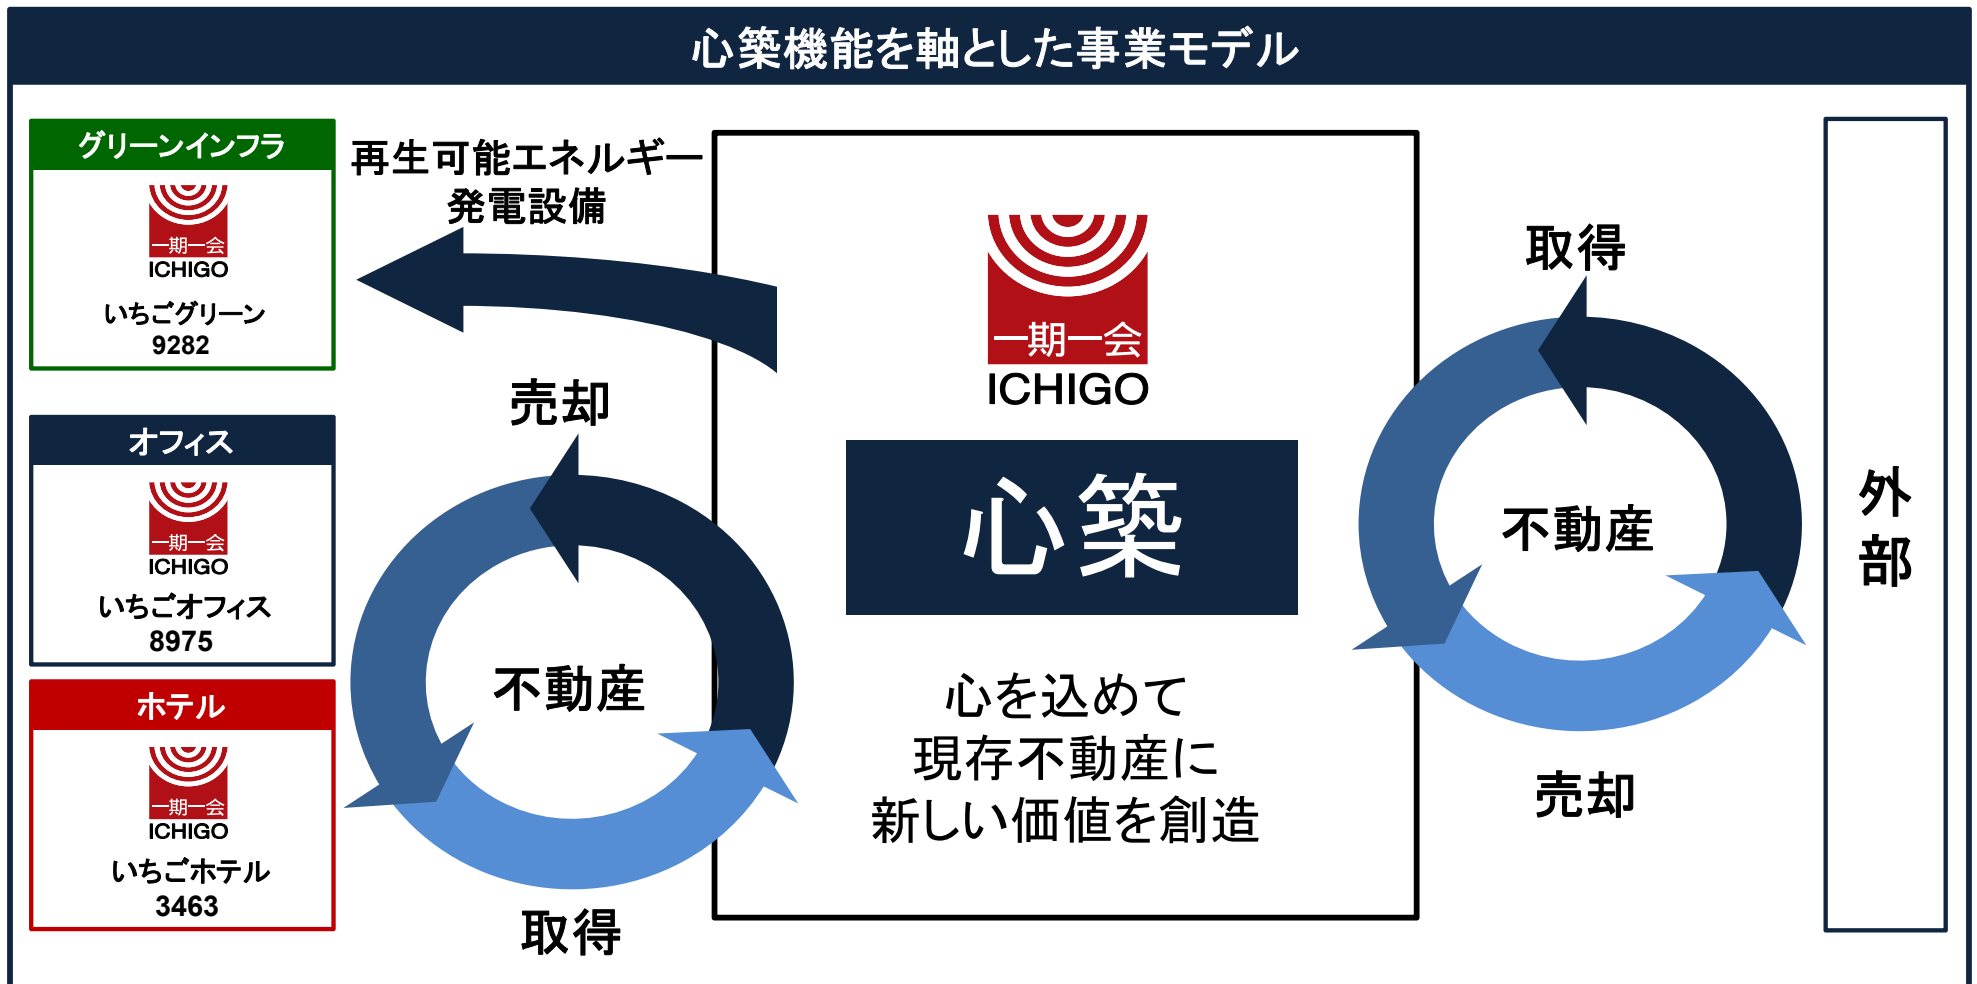 心築機能を軸とした事業モデル
グリーンインフラ
一期一会
ICHIGO
いちごグリーン
9282
オフィス
一期一会
ICHIGO
いちごオフィス
8975
ホテル
一期一会
ICHIGO
いちごホテル
3463
再生可能エネルギー
発電設備
売却
不動産
取得
一期一会
ICHIGO
心築
心を込めて
現存不動産に
新しい価値を創造
取得
不動産
売却
外
部